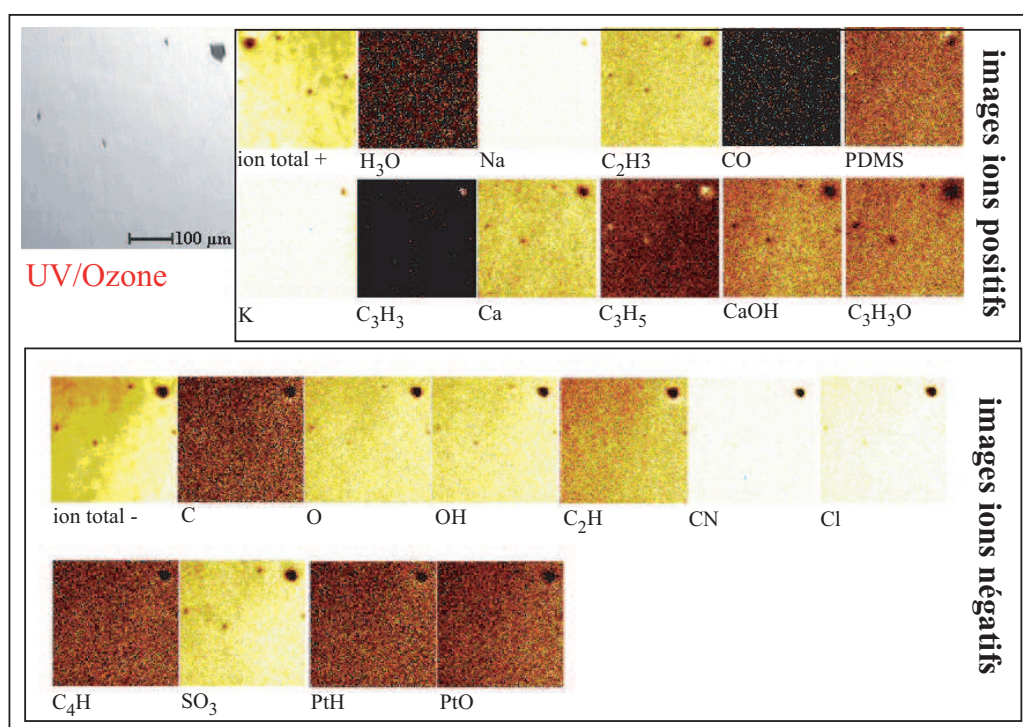 100 µm
UV/Ozone
images ions positifs
ion total +
H₃O
Na
C₂H3
CO
PDMS
K
C₃H₃
Ca
C₃H₅
CaOH
C₃H₃O
images ions négatifs
ion total -
C
O
OH
C₂H
CN
Cl
C₄H
SO₃
PtH
PtO